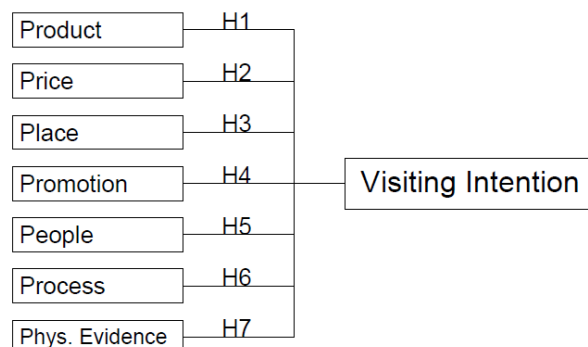 Product H1
Price H2
Place H3
Promotion H4
Visiting Intention
People H5
Process H6
Phys. Evidence H7